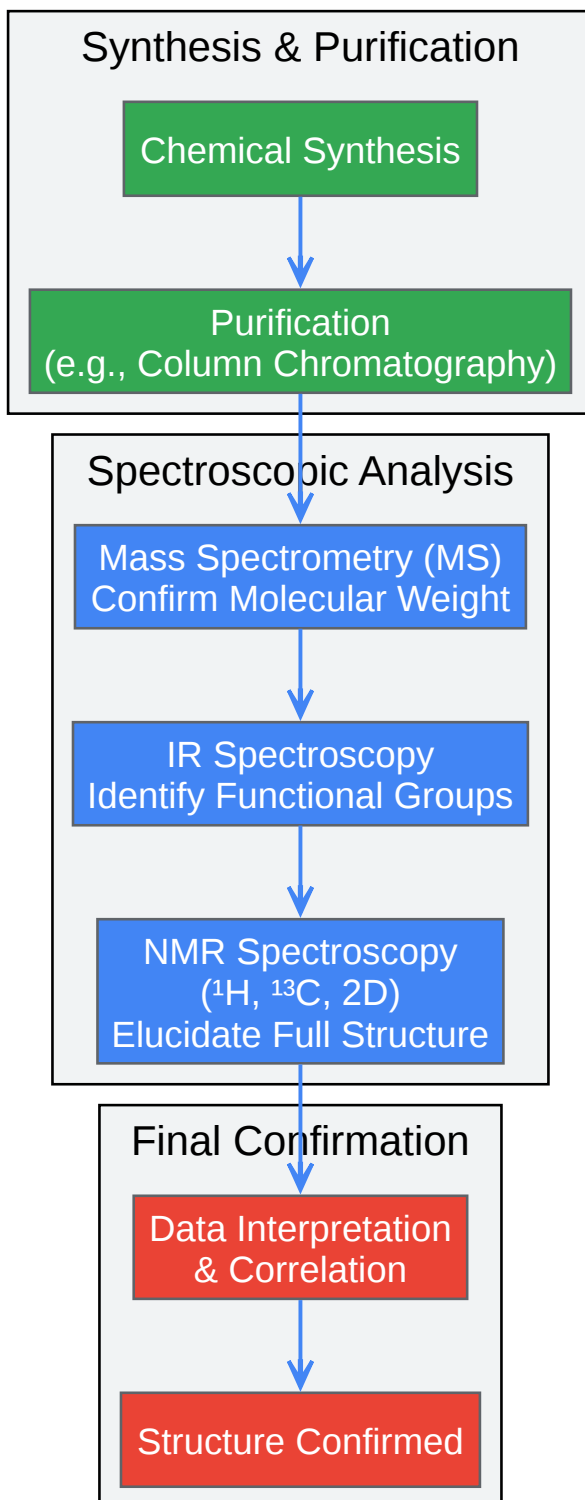 Synthesis & Purification
Chemical Synthesis
Purification
(e.g., Column Chromatography)
Spectroscopic Analysis
Mass Spectrometry (MS)
Confirm Molecular Weight
IR Spectroscopy
Identify Functional Groups
NMR Spectroscopy
(¹H, ¹³C, 2D)
Elucidate Full Structure
Final Confirmation
Data Interpretation
& Correlation
Structure Confirmed